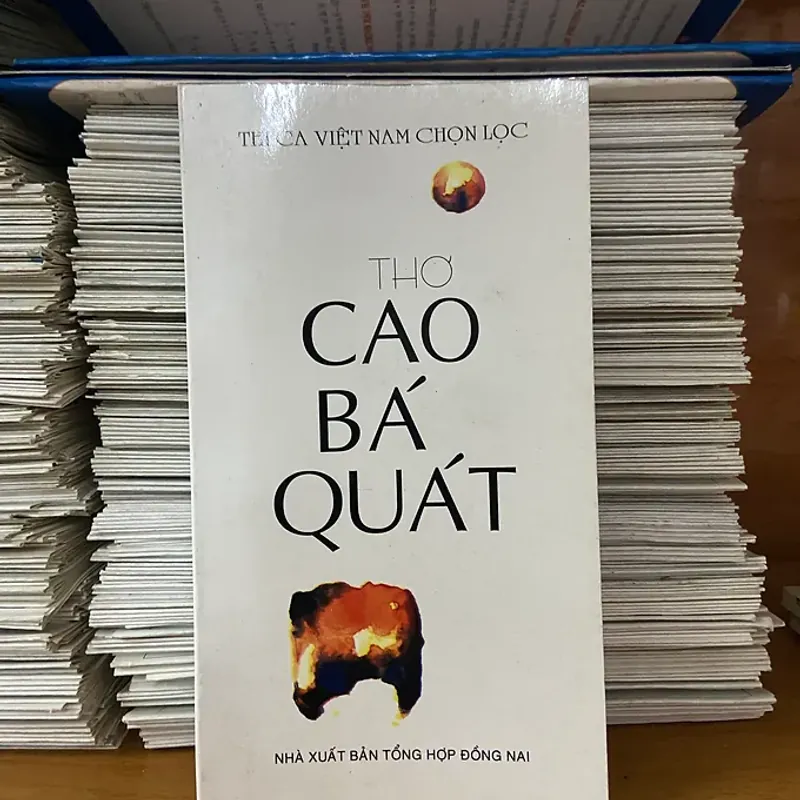 THI CA VIỆT NAM CHỌN LỌC
THƠ
CAO
BÁ
QUÁT
NHÀ XUẤT BẢN TỔNG HỢP ĐỒNG NAI